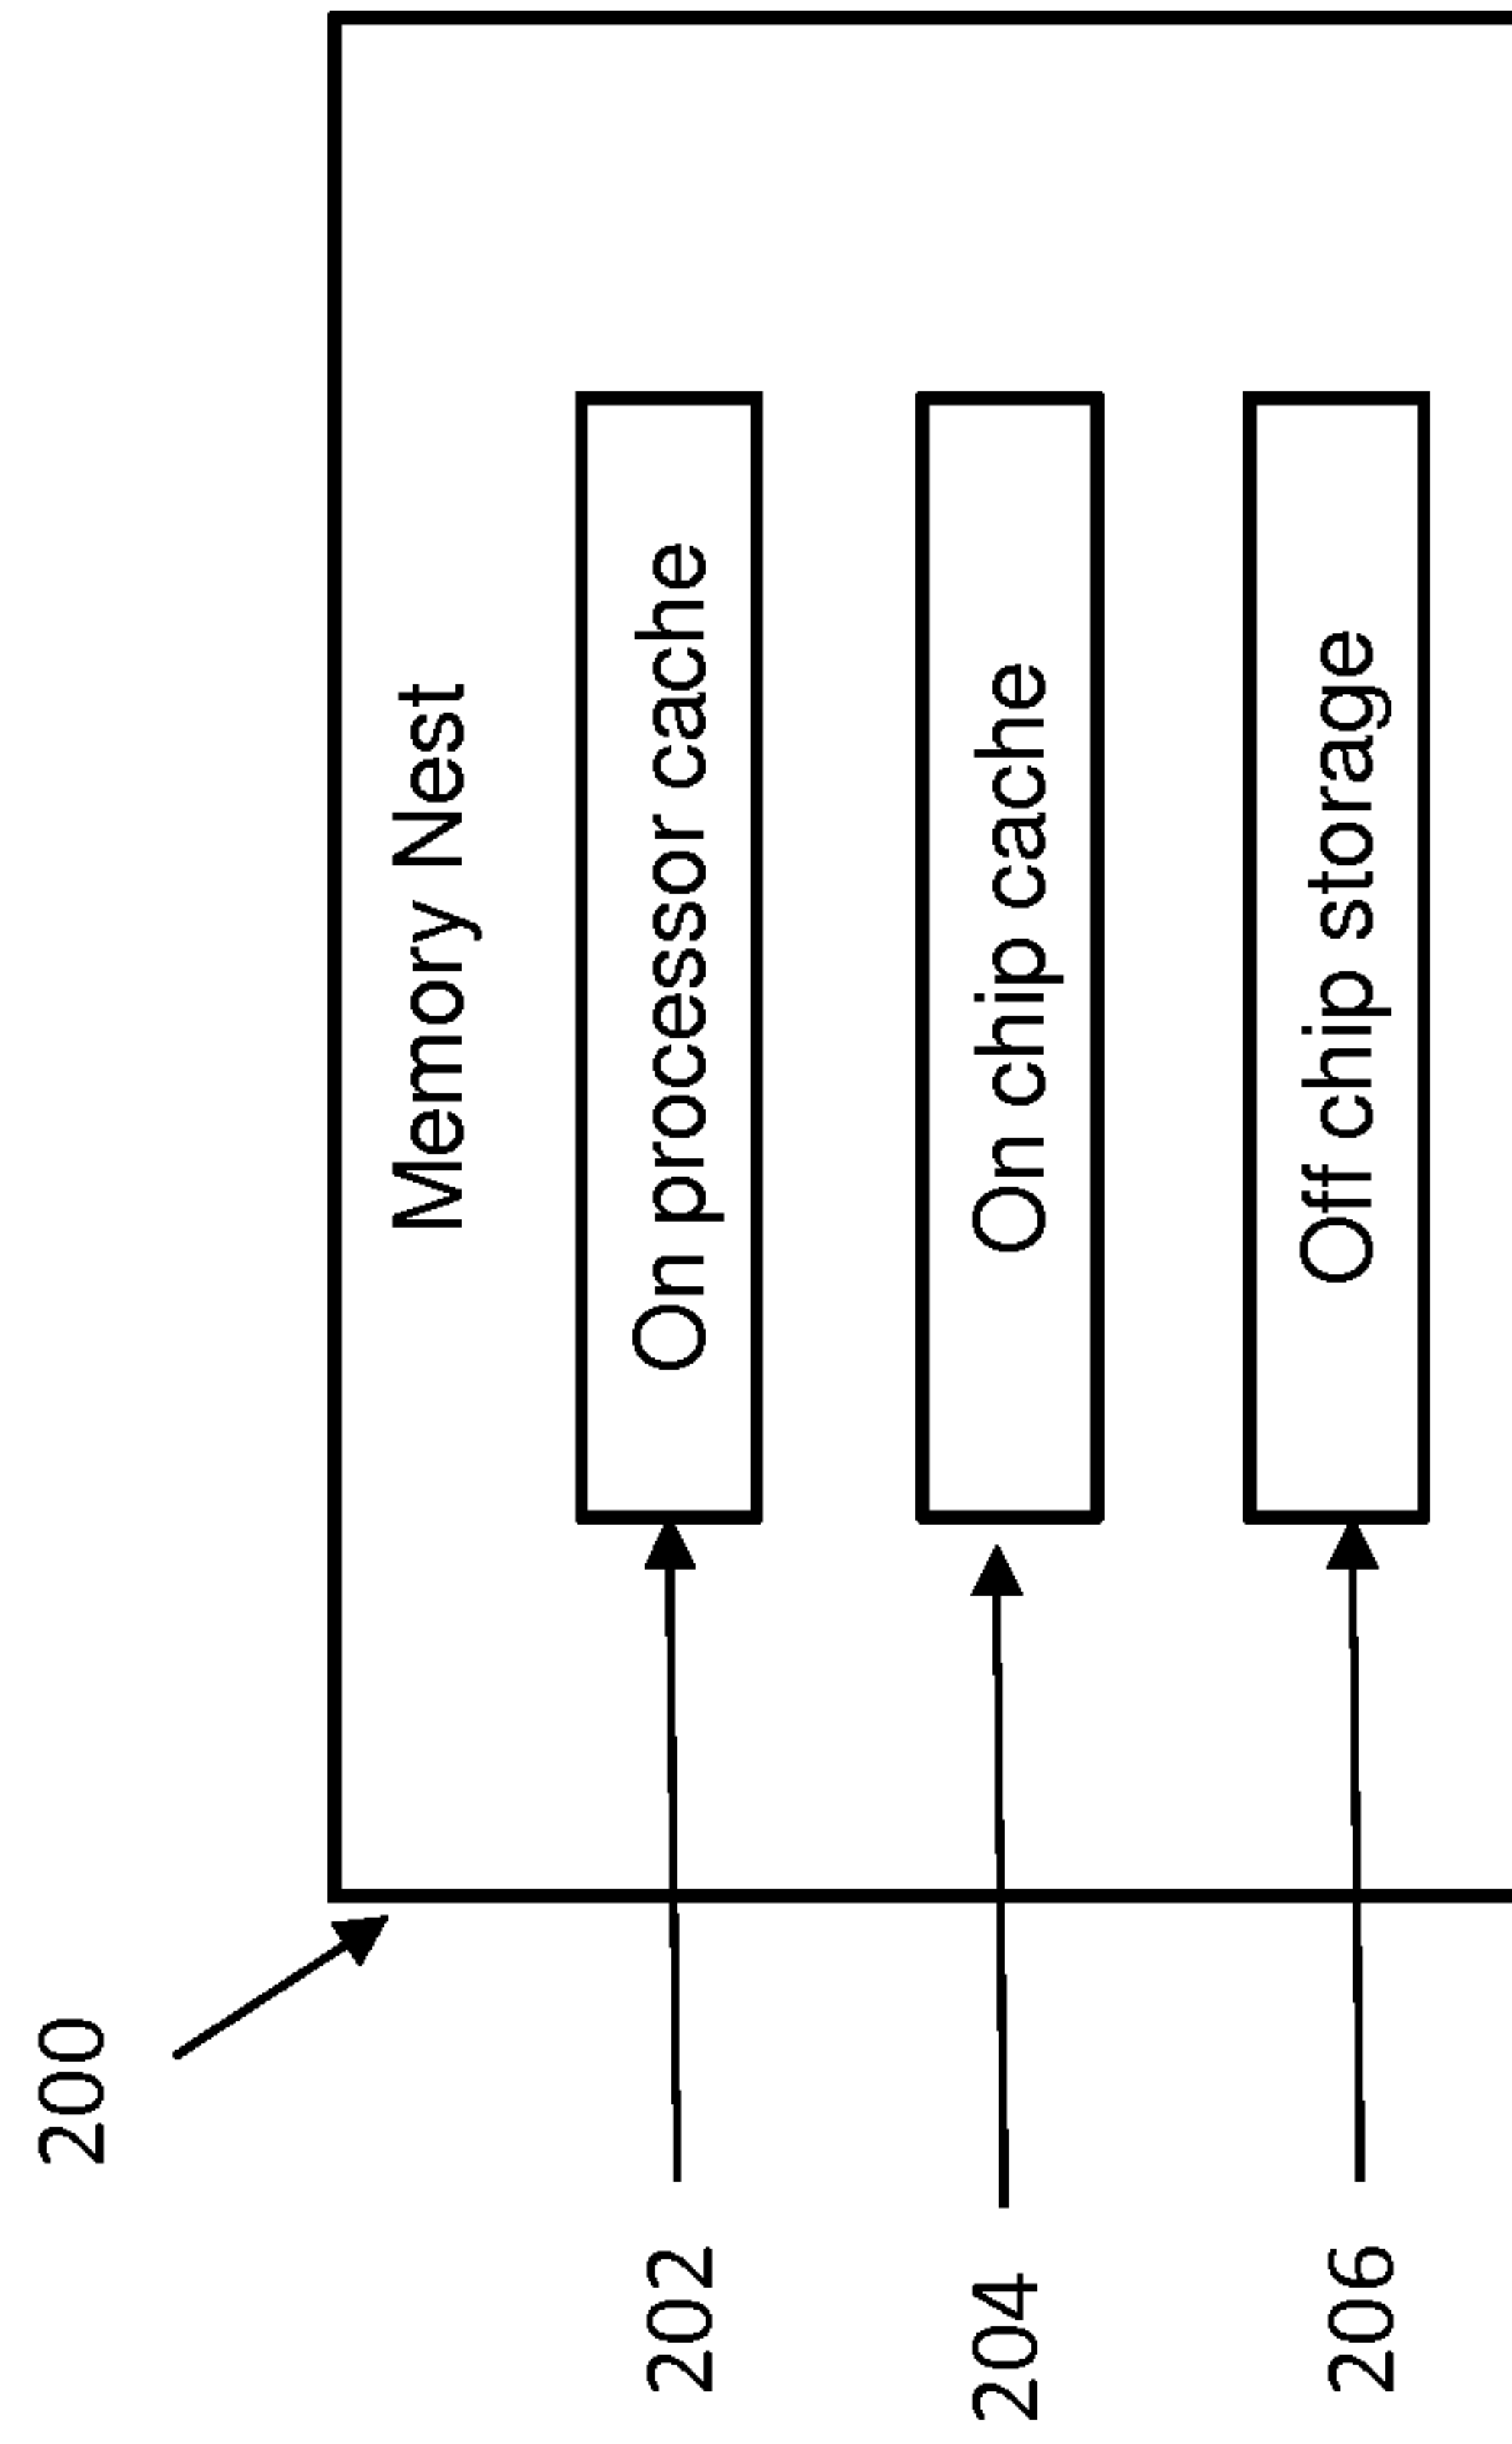 200
Memory Nest
202
On processor cache
204
On chip cache
206
Off chip storage